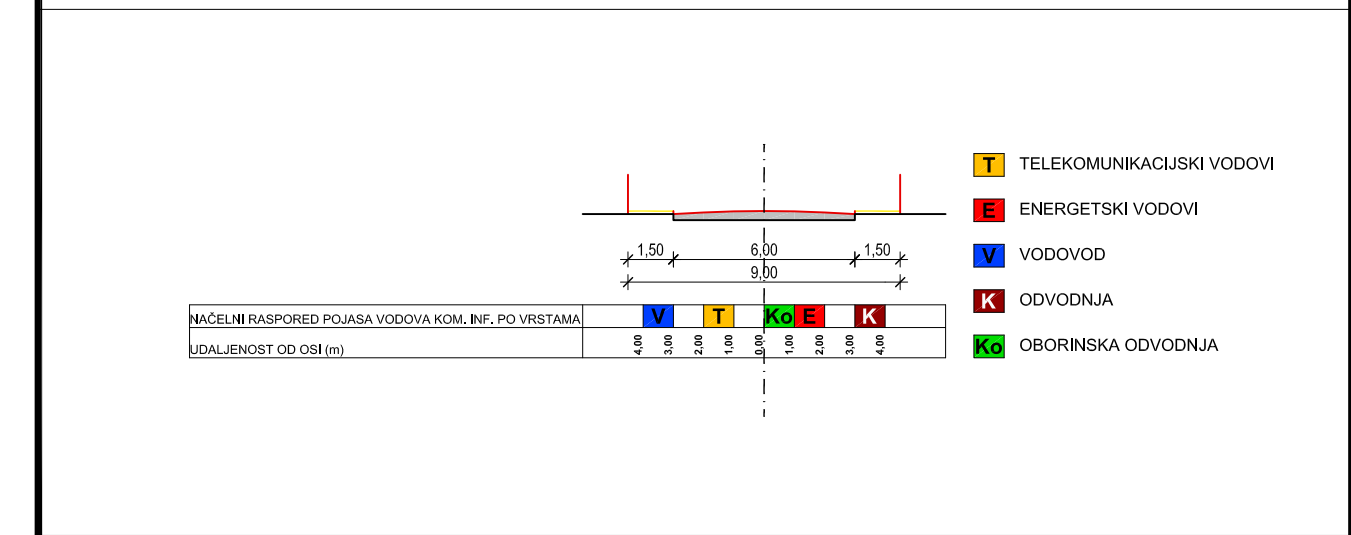 T TELEKOMUNIKACIJSKI VODOVI
E ENERGETSKI VODOVI
V VODOVOD
K ODVODNJA
Ko OBORINSKA ODVODNJA
1,50 6,00 1,50
9,00
NAČELNI RASPORED POJASA VODOVA KOM. INF. PO VRSTAMA V T Ko E K
UDALJENOST OD OSI (m) 4,00 3,00 2,00 1,00 0,00 1,00 2,00 3,00 4,00